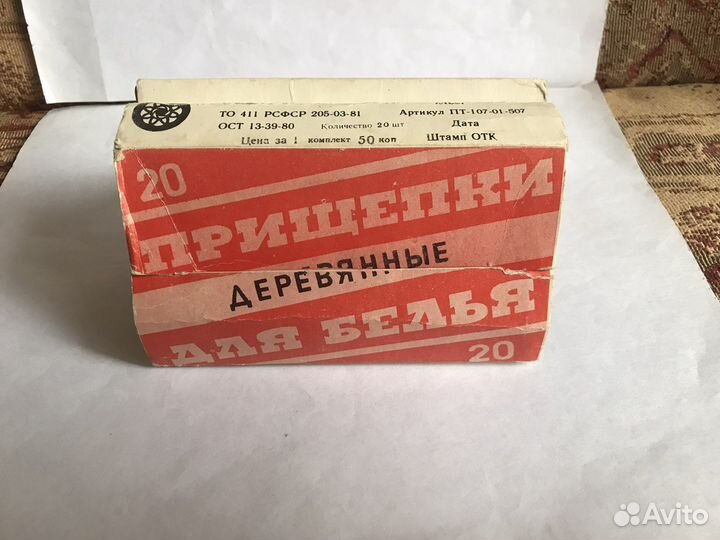 ТО 411 РСФСР 205-03-81 Артикул ПТ-107-01-507
ОСТ 13-39-80 Количество 20 шт Дата
Цена за 1 комплект 50 коп Штамп ОТК
20
ПРИЩЕПКИ
ДЕРЕВЯННЫЕ
ДЛЯ БЕЛЬЯ
20
Avito